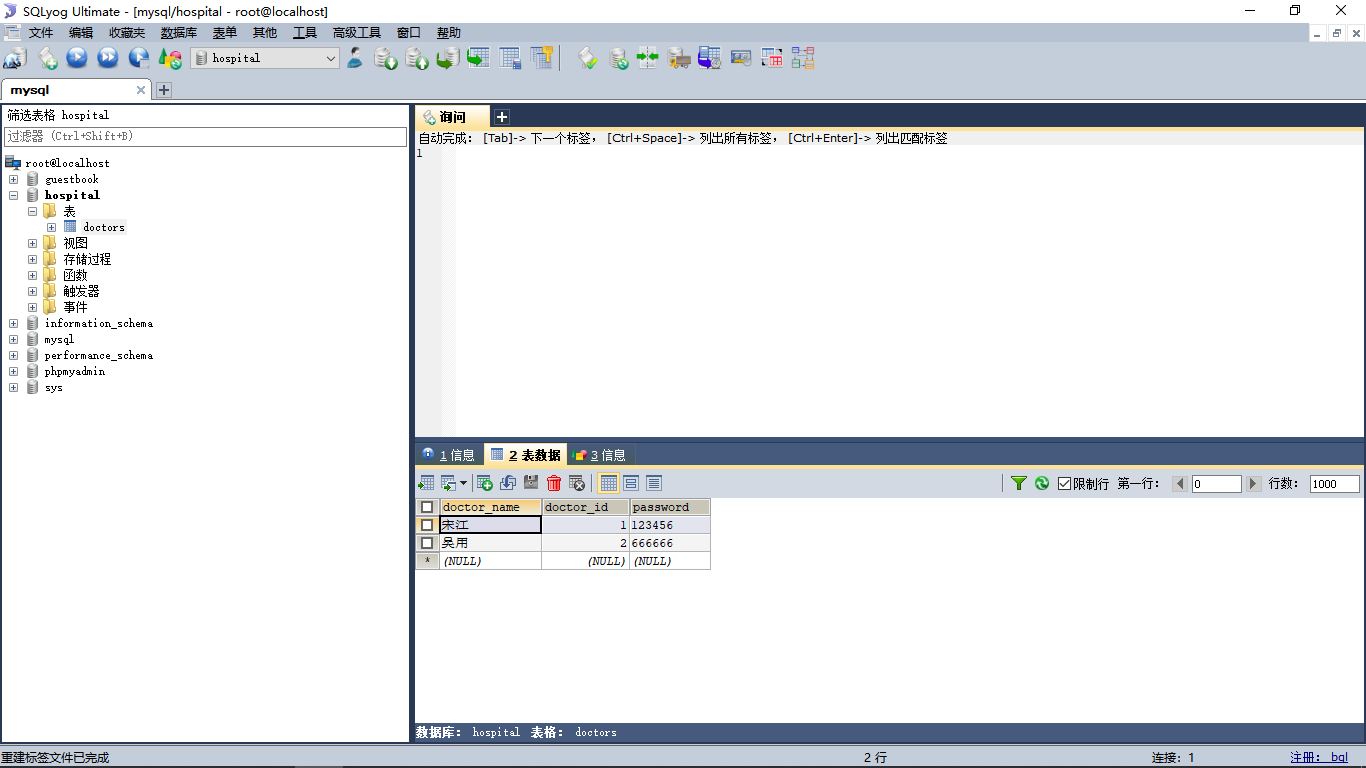 SQLyog Ultimate - [mysql/hospital - root@localhost]
文件 编辑 收藏夹 数据库 表单 其他 工具 高级工具 窗口 帮助
hospital
mysql
筛选表格 hospital
过滤器 (Ctrl+Shift+B)
root@localhost
guestbook
hospital
表
doctors
视图
存储过程
函数
触发器
事件
information_schema
mysql
performance_schema
phpmyadmin
sys
询问
自动完成: [Tab]-> 下一个标签, [Ctrl+Space]-> 列出所有标签, [Ctrl+Enter]-> 列出匹配标签
1
1 信息 2 表数据 3 信息
限制行 第一行: 0 行数: 1000
doctor_name doctor_id password
宋江 1 123456
吴用 2 666666
* (NULL) (NULL) (NULL)
数据库: hospital 表格: doctors
重建标签文件已完成 2 行 连接: 1 注册: bql